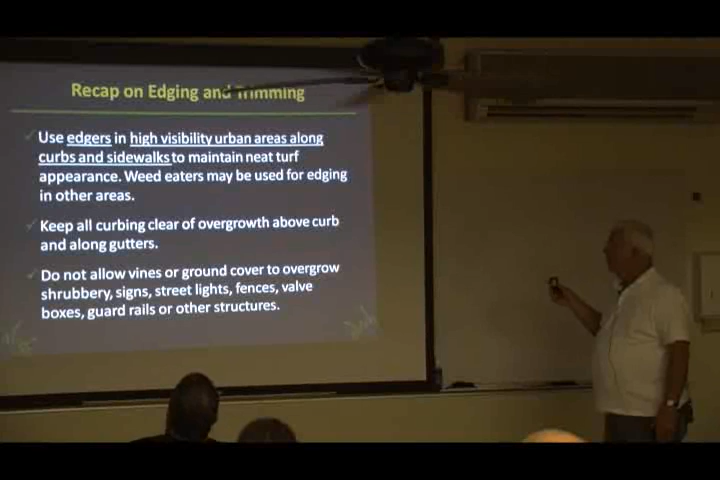 Recap on Edging and Trimming
Use edgers in high visibility urban areas along
curbs and sidewalks to maintain neat turf
appearance. Weed eaters may be used for edging
in other areas.
Keep all curbing clear of overgrowth above curb
and along gutters.
Do not allow vines or ground cover to overgrow
shrubbery, signs, street lights, fences, valve
boxes, guard rails or other structures.